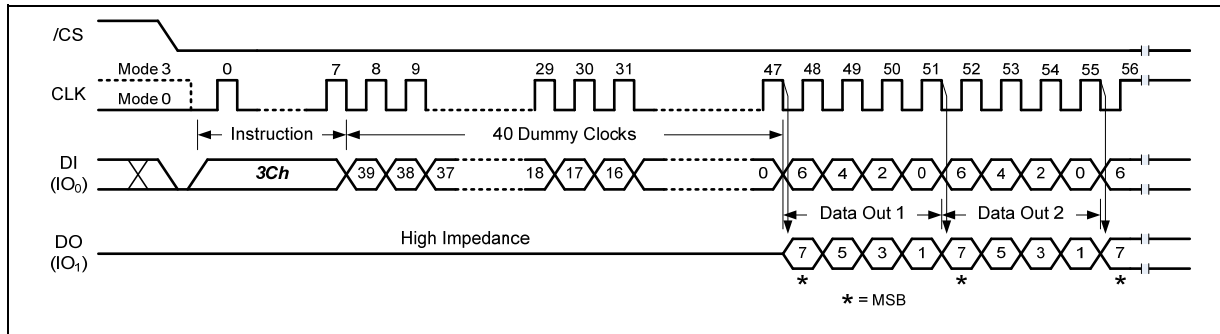 /CS
Mode 3 0 7 8 9 29 30 31 47 48 49 50 51 52 53 54 55 56
CLK Mode 0
Instruction 40 Dummy Clocks
DI
(IO0)
3Ch 39 38 37 18 17 16 0 6 4 2 0 6 4 2 0 6
Data Out 1 Data Out 2
High Impedance
DO
(IO1)
7 5 3 1 7 5 3 1 7
* * *
* = MSB